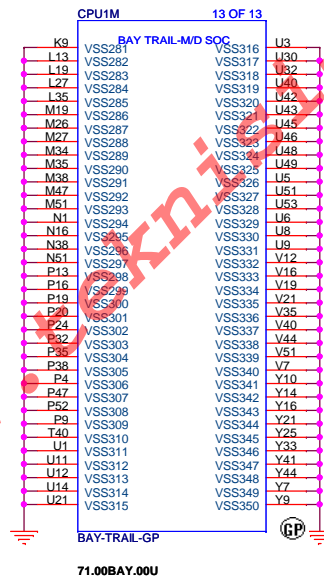 CPU1M 13 OF 13
BAY TRAIL-M/D SOC
K9 VSS281 VSS316 U3
L13 VSS282 VSS317 U30
L19 VSS283 VSS318 U32
L27 VSS284 VSS319 U40
L35 VSS285 VSS320 U42
M19 VSS286 VSS321 U43
M26 VSS287 VSS322 U45
M27 VSS288 VSS323 U46
M34 VSS289 VSS324 U48
M35 VSS290 VSS325 U49
M38 VSS291 VSS326 U5
M47 VSS292 VSS327 U51
M51 VSS293 VSS328 U53
N1 VSS294 VSS329 U6
N16 VSS295 VSS330 U8
N38 VSS296 VSS331 U9
N51 VSS297 VSS332 V12
P13 VSS298 VSS333 V16
P16 VSS299 VSS334 V19
P19 VSS300 VSS335 V21
P20 VSS301 VSS336 V35
P24 VSS302 VSS337 V40
P32 VSS303 VSS338 V44
P35 VSS304 VSS339 V51
P38 VSS305 VSS340 V7
P4 VSS306 VSS341 Y10
P47 VSS307 VSS342 Y14
P52 VSS308 VSS343 Y16
P9 VSS309 VSS344 Y21
T40 VSS310 VSS345 Y25
U1 VSS311 VSS346 Y33
U11 VSS312 VSS347 Y41
U12 VSS313 VSS348 Y44
U14 VSS314 VSS349 Y7
U21 VSS315 VSS350 Y9
GP
BAY-TRAIL-GP
71.00BAY.00U
.teknisi